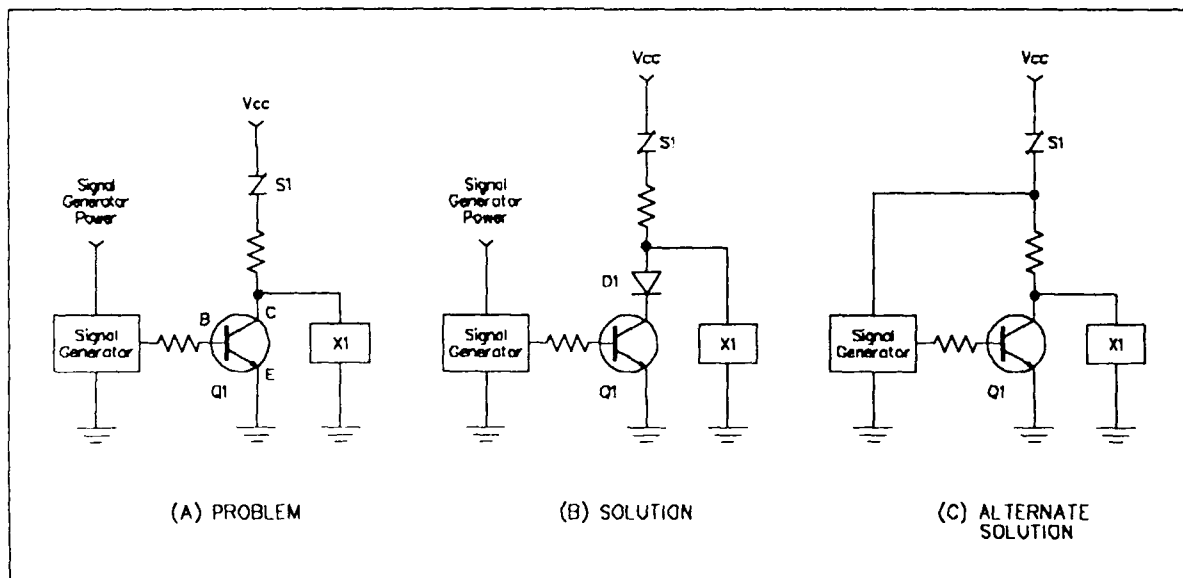 Vcc
S1
Signal
Generator
Power
B
C
Signal
Generator
X1
E
Q1
(A) PROBLEM
Vcc
S1
Signal
Generator
Power
D1
Signal
Generator
X1
Q1
(B) SOLUTION
Vcc
S1
Signal
Generator
X1
Q1
(C) ALTERNATE
SOLUTION